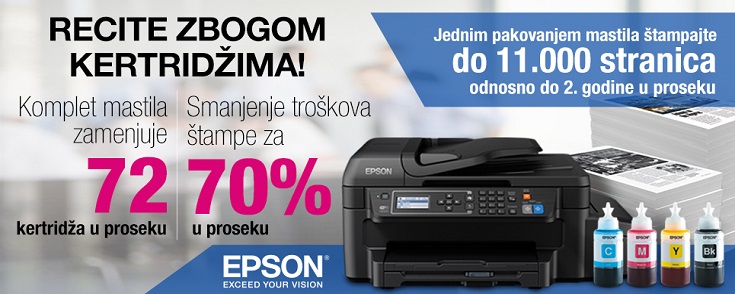 RECITE ZBOGOM
KERTRIDŽIMA!
Komplet mastila
zamenjuje
72
kertridža u proseku
Smanjenje troškova
štampe za
70%
u proseku
Jednim pakovanjem mastila štampajte
do 11.000 stranica
odnosno do 2. godine u proseku
EPSON
EPSON®
EXCEED YOUR VISION
C
M
Y
Bk